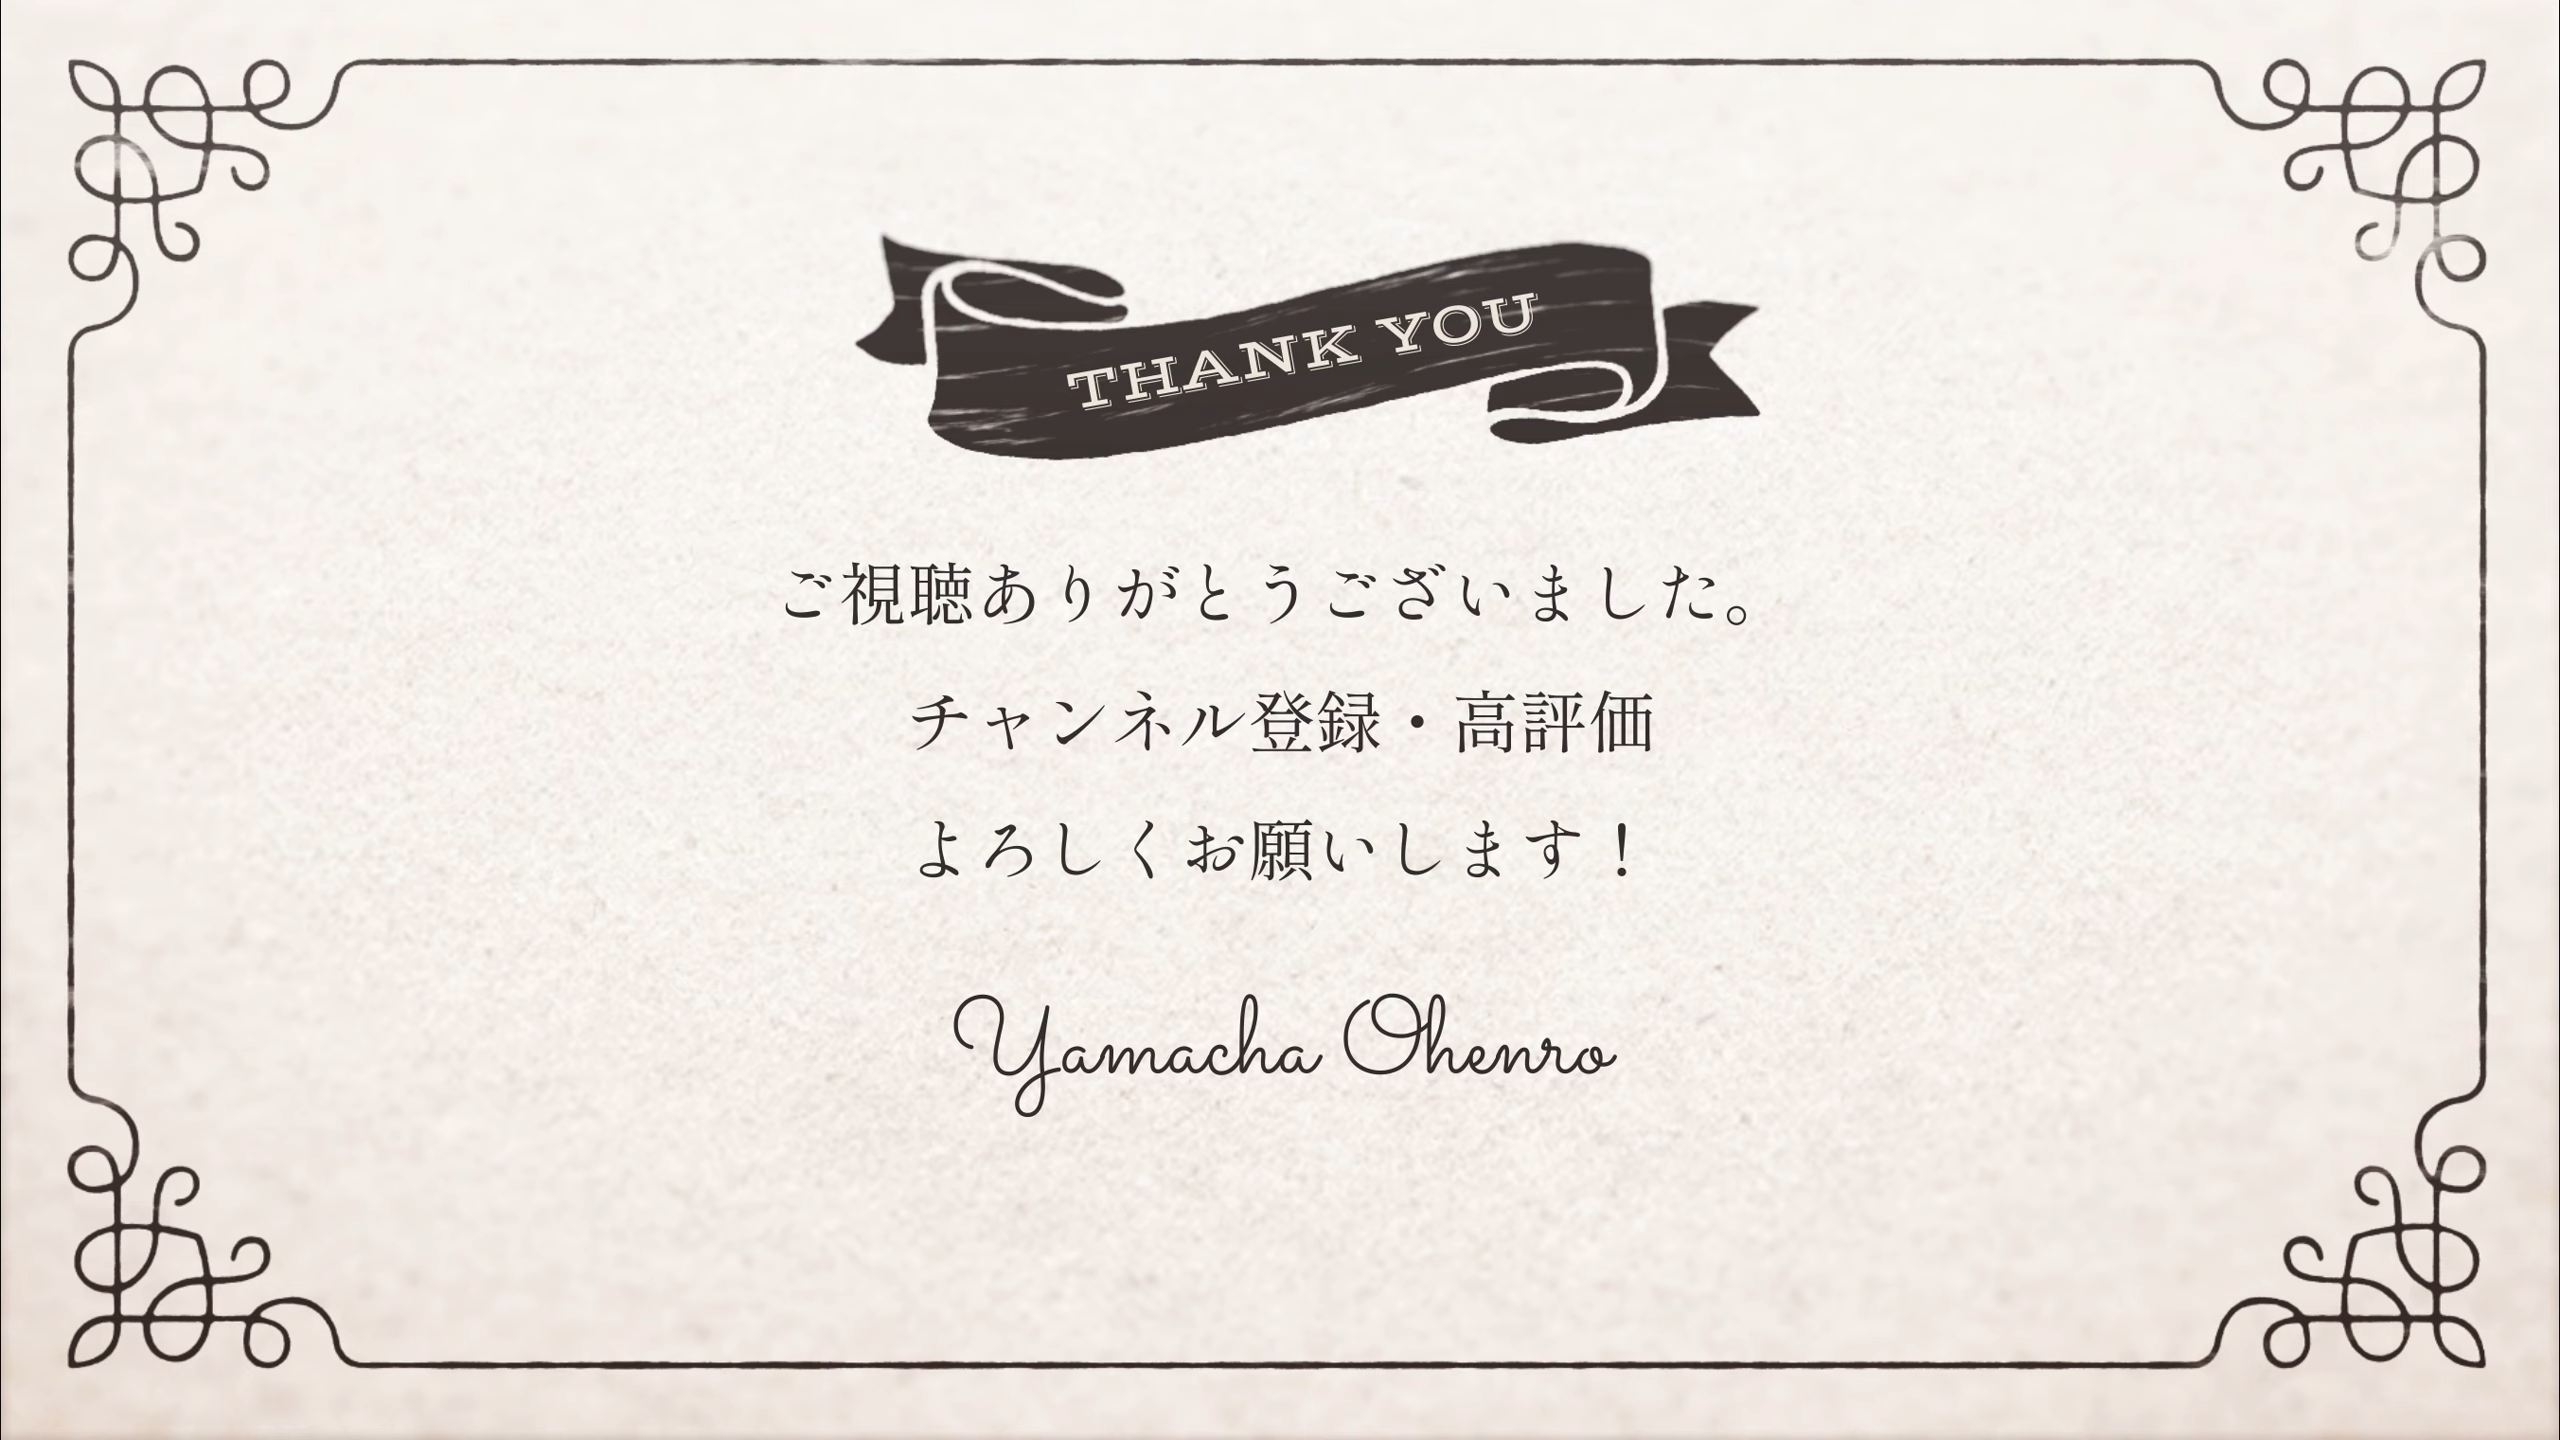 THANK YOU
ご視聴ありがとうございました。
チャンネル登録・高評価
よろしくお願いします！
Yamacha Ohenro